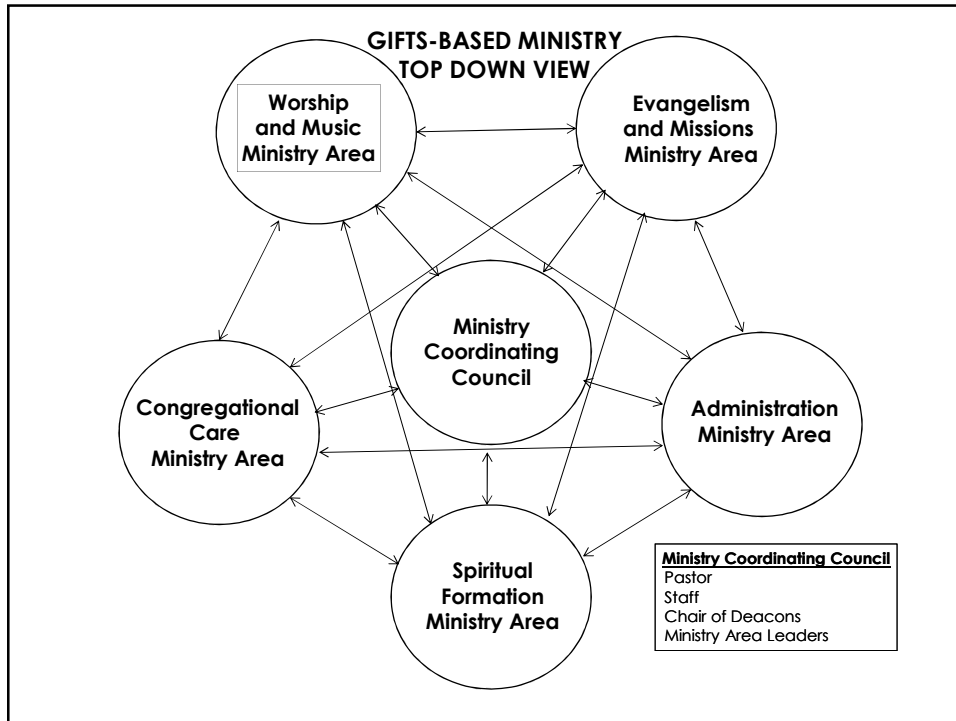 GIFTS-BASED MINISTRY
TOP DOWN VIEW
Worship
and Music
Ministry Area
Evangelism
and Missions
Ministry Area
Ministry
Coordinating
Council
Congregational
Care
Ministry Area
Administration
Ministry Area
Spiritual
Formation
Ministry Area
Ministry Coordinating Council
Pastor
Staff
Chair of Deacons
Ministry Area Leaders